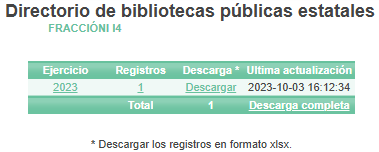 Directorio de bibliotecas públicas estatales
FRACCIÓNI I4
Ejercicio Registros Descarga * Ultima actualización
2023 1 Descargar 2023-10-03 16:12:34
Total 1 Descarga completa
* Descargar los registros en formato xlsx.